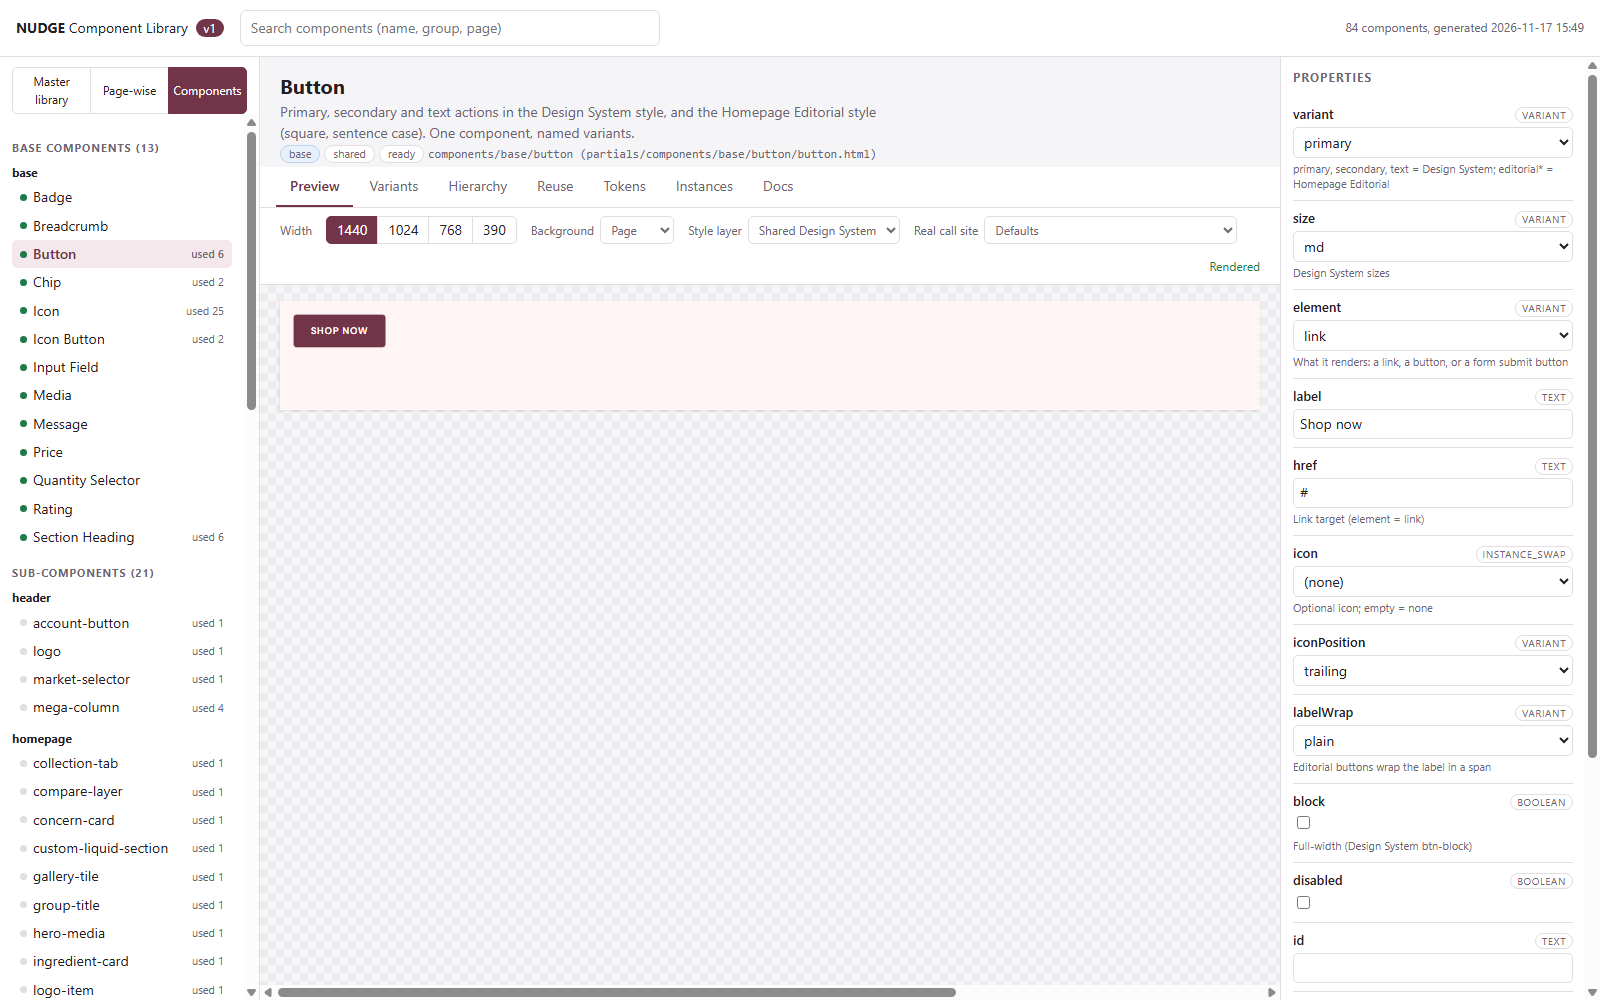 NUDGE Component Library v1
Search components (name, group, page)
84 components, generated 2026-11-17 15:49
Master library
Page-wise
Components
BASE COMPONENTS (13)
base
Badge
Breadcrumb
Button used 6
Chip used 2
Icon used 25
Icon Button used 2
Input Field
Media
Message
Price
Quantity Selector
Rating
Section Heading used 6
SUB-COMPONENTS (21)
header
account-button used 1
logo used 1
market-selector used 1
mega-column used 4
homepage
collection-tab used 1
compare-layer used 1
concern-card used 1
custom-liquid-section used 1
gallery-tile used 1
group-title used 1
hero-media used 1
ingredient-card used 1
logo-item used 1
Button
Primary, secondary and text actions in the Design System style, and the Homepage Editorial style
(square, sentence case). One component, named variants.
base shared ready components/base/button (partials/components/base/button/button.html)
Preview Variants Hierarchy Reuse Tokens Instances Docs
Width 1440 1024 768 390 Background Page Style layer Shared Design System Real call site Defaults
Rendered
SHOP NOW
PROPERTIES
variant VARIANT
primary
primary, secondary, text = Design System; editorial* =
Homepage Editorial
size VARIANT
md
Design System sizes
element VARIANT
link
What it renders: a link, a button, or a form submit button
label TEXT
Shop now
href TEXT
#
Link target (element = link)
icon INSTANCE_SWAP
(none)
Optional icon; empty = none
iconPosition VARIANT
trailing
labelWrap VARIANT
plain
Editorial buttons wrap the label in a span
block BOOLEAN
Full-width (Design System btn-block)
disabled BOOLEAN
id TEXT